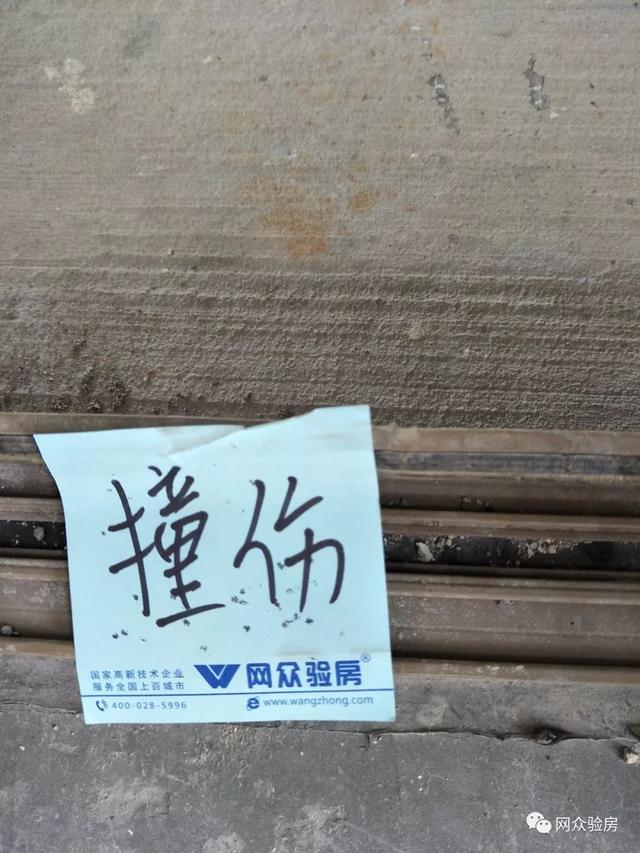 撞伤
国家高新技术企业
服务全国上百城市
W 网众验房®
400-028-5996
www.wangzhong.com
网众验房